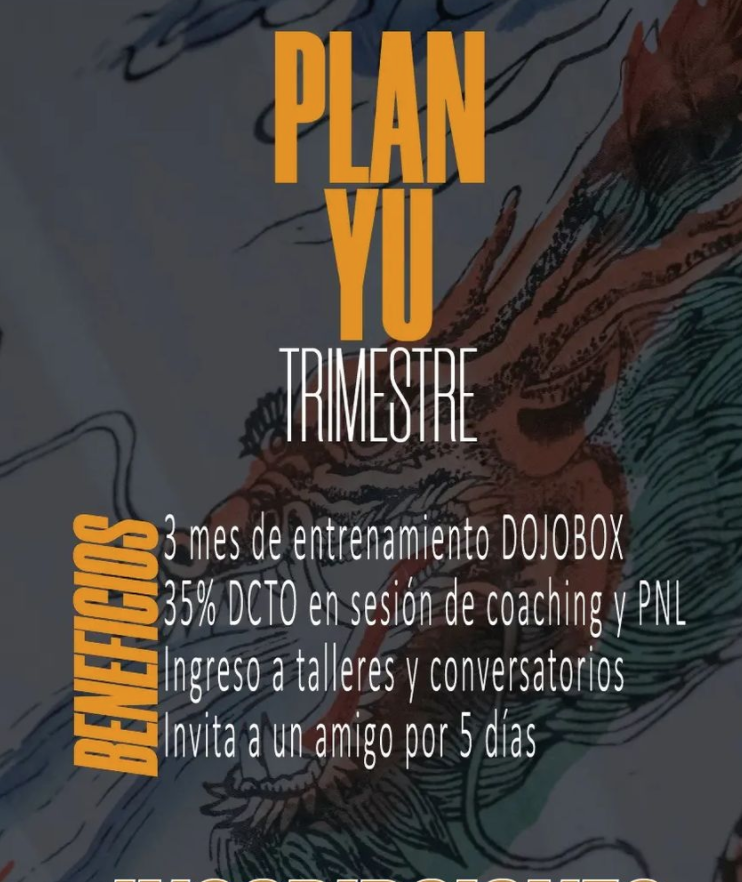 PLAN
YU
TRIMESTRE
BENEFICIOS
3 mes de entrenamiento DOJOBOX
35% DCTO en sesión de coaching y PNL
Ingreso a talleres y conversatorios
Invita a un amigo por 5 días